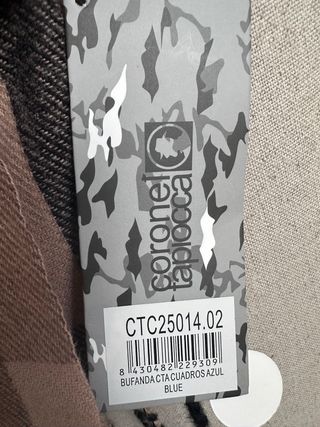 coronel
tapiocca
CTC25014.02
8 430482 229309
BUFANDA CTA CUADROS AZUL
BLUE